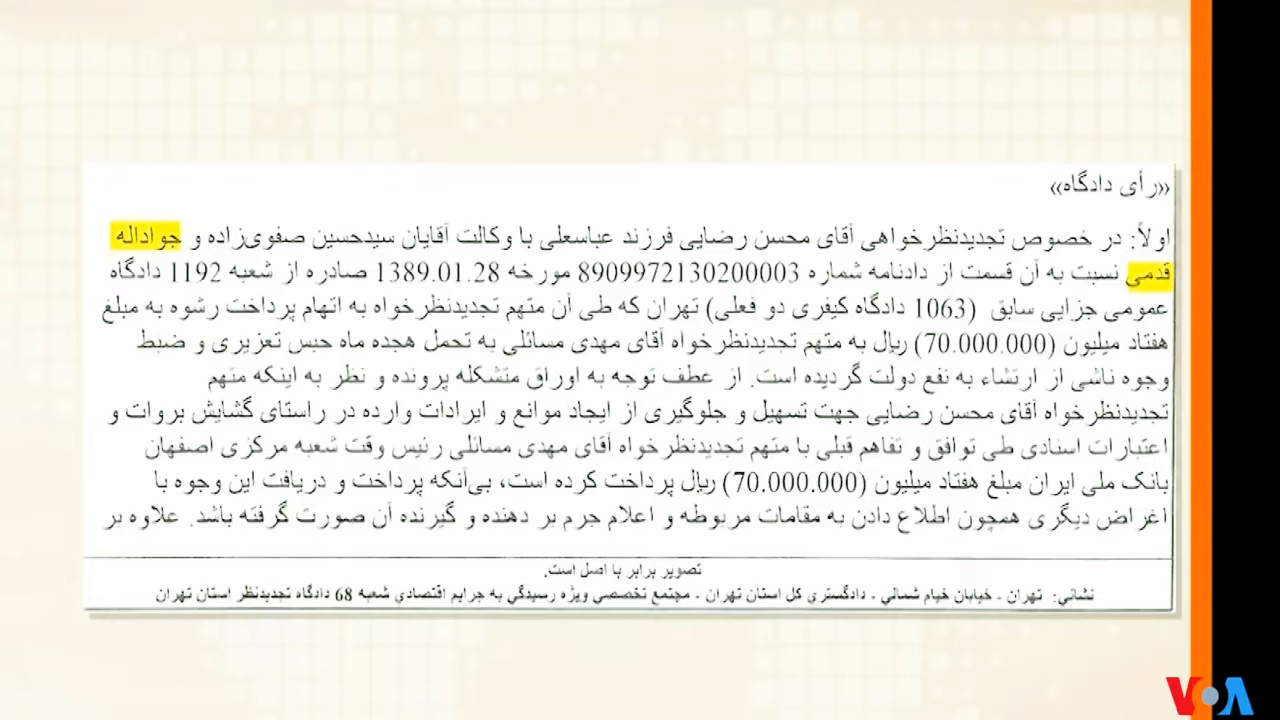 «رأی دادگاه»
اولاً: در خصوص تجدیدنظرخواهی آقای محسن رضایی فرزند عباسعلی با وکالت آقایان سیدحسین صفوی‌زاده و جواداله
قدمی نسبت به آن قسمت از دادنامه شماره 8909972130200003 مورخه 1389.01.28 صادره از شعبه 1192 دادگاه
عمومی جزایی سابق (1063 دادگاه کیفری دو فعلی) تهران که طی آن متهم تجدیدنظرخواه به اتهام پرداخت رشوه به مبلغ
هفتاد میلیون (70.000.000) ریال به متهم تجدیدنظرخواه آقای مهدی مسائلی به تحمل هجده ماه حبس تعزیری و ضبط
وجوه ناشی از ارتشاء به نفع دولت گردیده است. از عطف توجه به اوراق متشکله پرونده و نظر به اینکه متهم
تجدیدنظرخواه آقای محسن رضایی جهت تسهیل و جلوگیری از ایجاد موانع و ایرادات وارده در راستای گشایش بروات و
اعتبارات اسنادی طی توافق و تفاهم قبلی با متهم تجدیدنظرخواه آقای مهدی مسائلی رئیس وقت شعبه مرکزی اصفهان
بانک ملی ایران مبلغ هفتاد میلیون (70.000.000) ریال پرداخت کرده است، بی‌آنکه پرداخت و دریافت این وجوه با
اغراض دیگری همچون اطلاع دادن به مقامات مربوطه و اعلام جرم بر دهنده و گیرنده آن صورت گرفته باشد. علاوه بر
تصویر برابر با اصل است.
نشاني: تهران - خیابان خیام شمالي - دادگستري کل استان تهران - مجتمع تخصصي ویژه رسیدگي به جرایم اقتصادي شعبه 68 دادگاه تجدیدنظر استان تهران
VOA